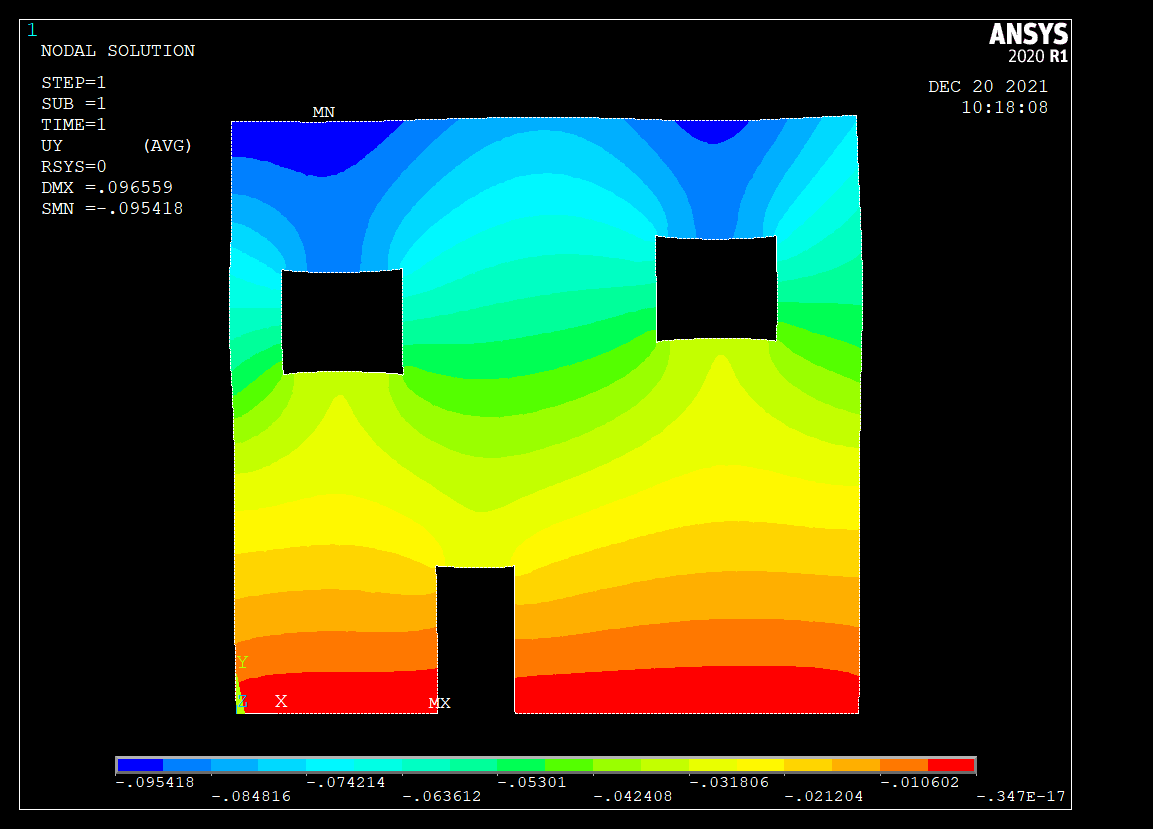 1
NODAL SOLUTION
STEP=1
SUB =1
TIME=1
UY (AVG)
RSYS=0
DMX =.096559
SMN =-.095418
ANSYS
2020 R1
DEC 20 2021
10:18:08
MN
Y
Z X
MX
-.095418 -.074214 -.05301 -.031806 -.010602
-.084816 -.063612 -.042408 -.021204 -.347E-17